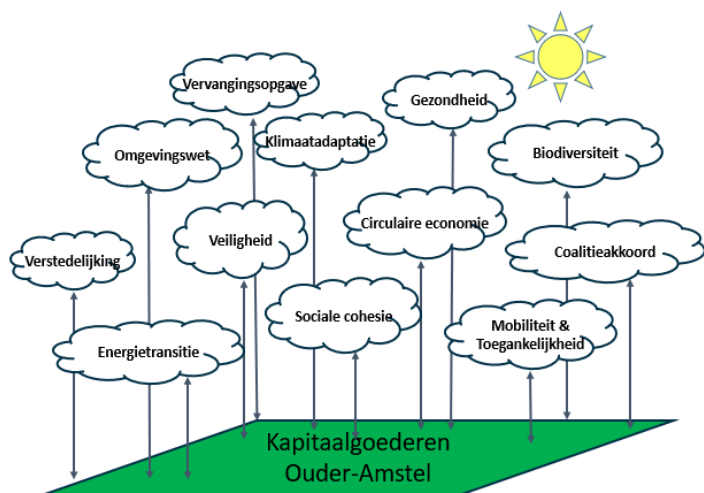 Vervangingsopgave
Gezondheid
Klimaatadaptatie
Omgevingswet
Biodiversiteit
Circulaire economie
Veiligheid
Coalitieakkoord
Verstedelijking
Sociale cohesie
Mobiliteit &
Toegankelijkheid
Energietransitie
Kapitaalgoederen
Ouder-Amstel